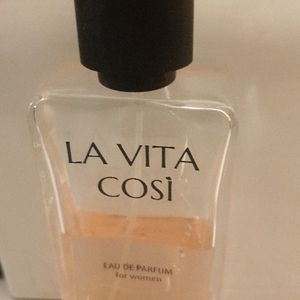 LA VITA
COSÌ
EAU DE PARFUM
for women